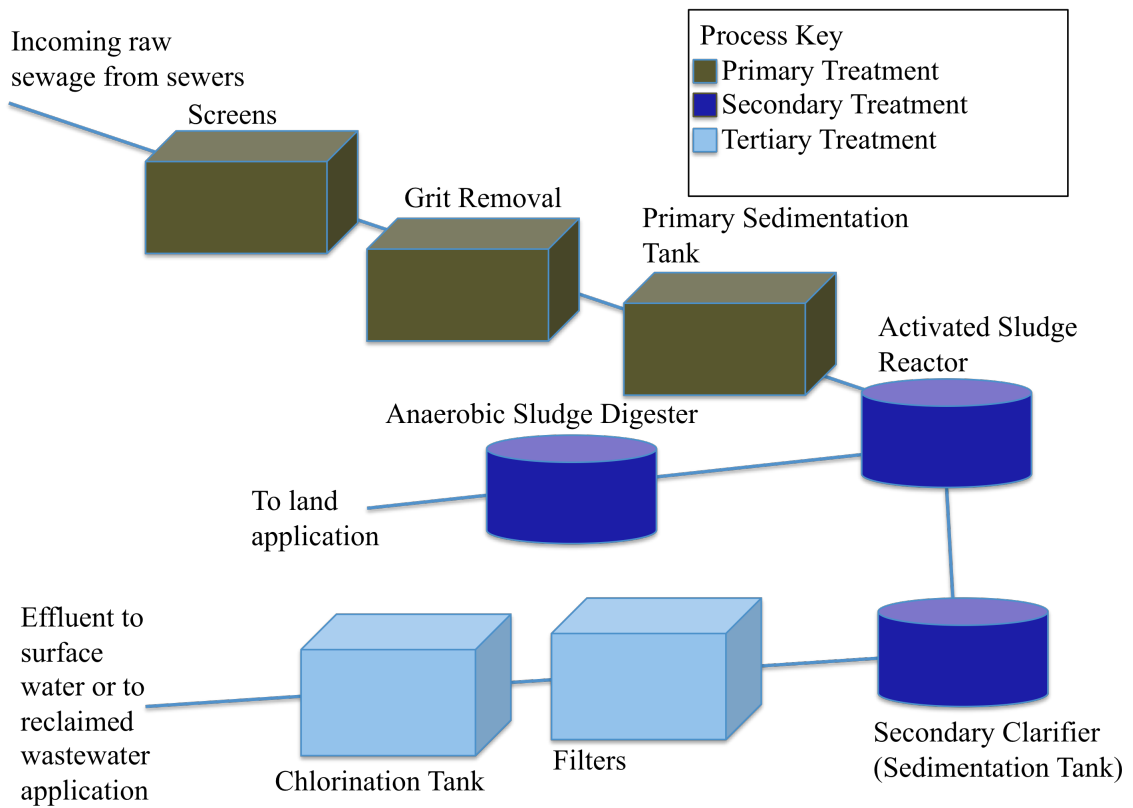 Incoming raw
sewage from sewers
Process Key
Primary Treatment
Secondary Treatment
Tertiary Treatment
Screens
Grit Removal
Primary Sedimentation
Tank
Activated Sludge
Reactor
Anaerobic Sludge Digester
To land
application
Effluent to
surface
water or to
reclaimed
wastewater
application
Chlorination Tank
Filters
Secondary Clarifier
(Sedimentation Tank)